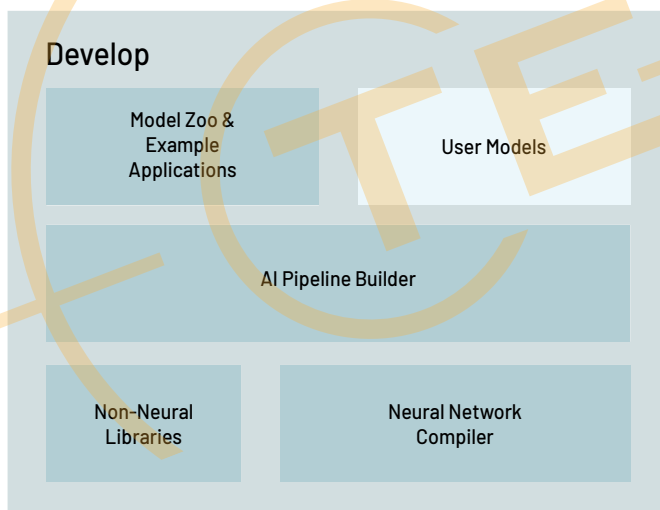 Develop
Model Zoo &
Example
Applications
User Models
AI Pipeline Builder
Non-Neural
Libraries
Neural Network
Compiler